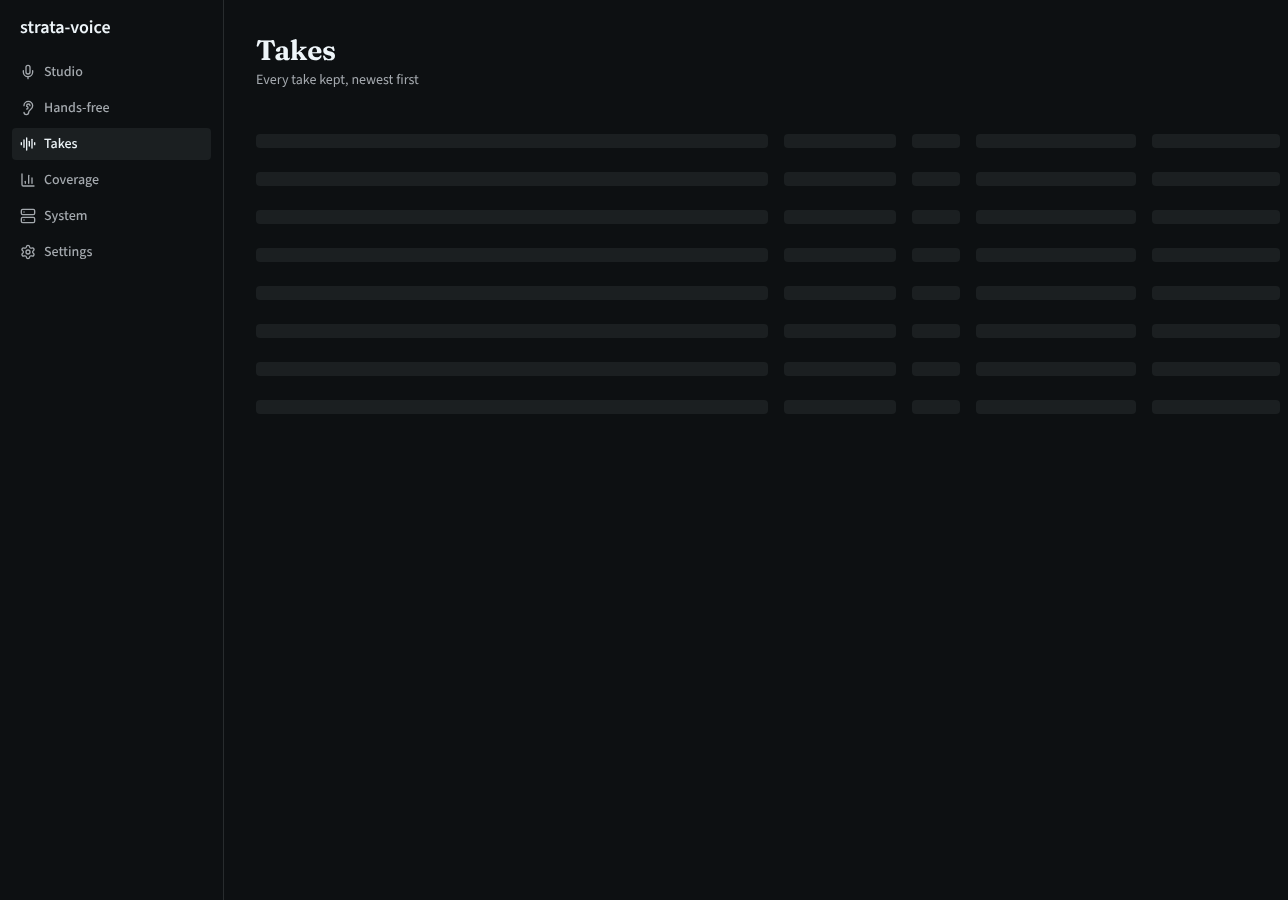 strata-voice
Studio
Hands-free
Takes
Coverage
System
Settings
Takes
Every take kept, newest first